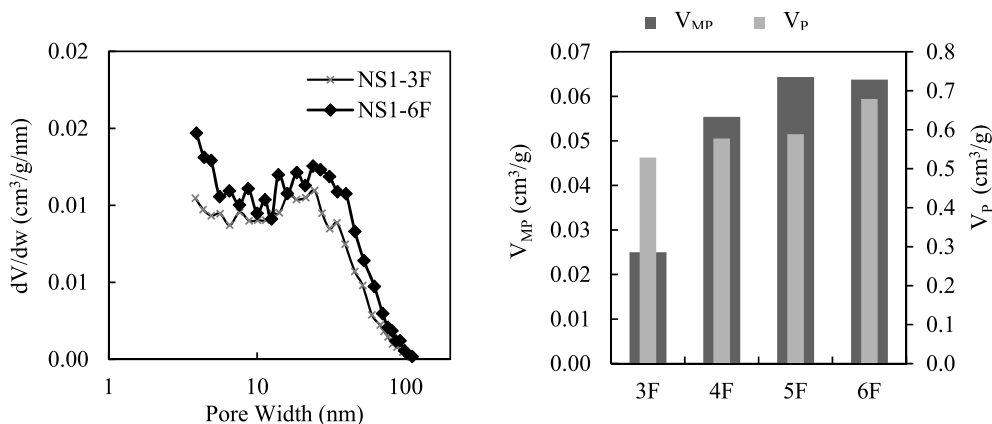 0.02
0.02
0.01
0.01
0.00
dV/dw (cm³/g/nm)
1
10
100
Pore Width (nm)
NS1-3F
NS1-6F
V_MP
V_P
0.07
0.06
0.05
0.04
0.03
0.02
0.01
0.00
V_MP (cm³/g)
3F
4F
5F
6F
0.8
0.7
0.6
0.5
0.4
0.3
0.2
0.1
0.0
V_P (cm³/g)